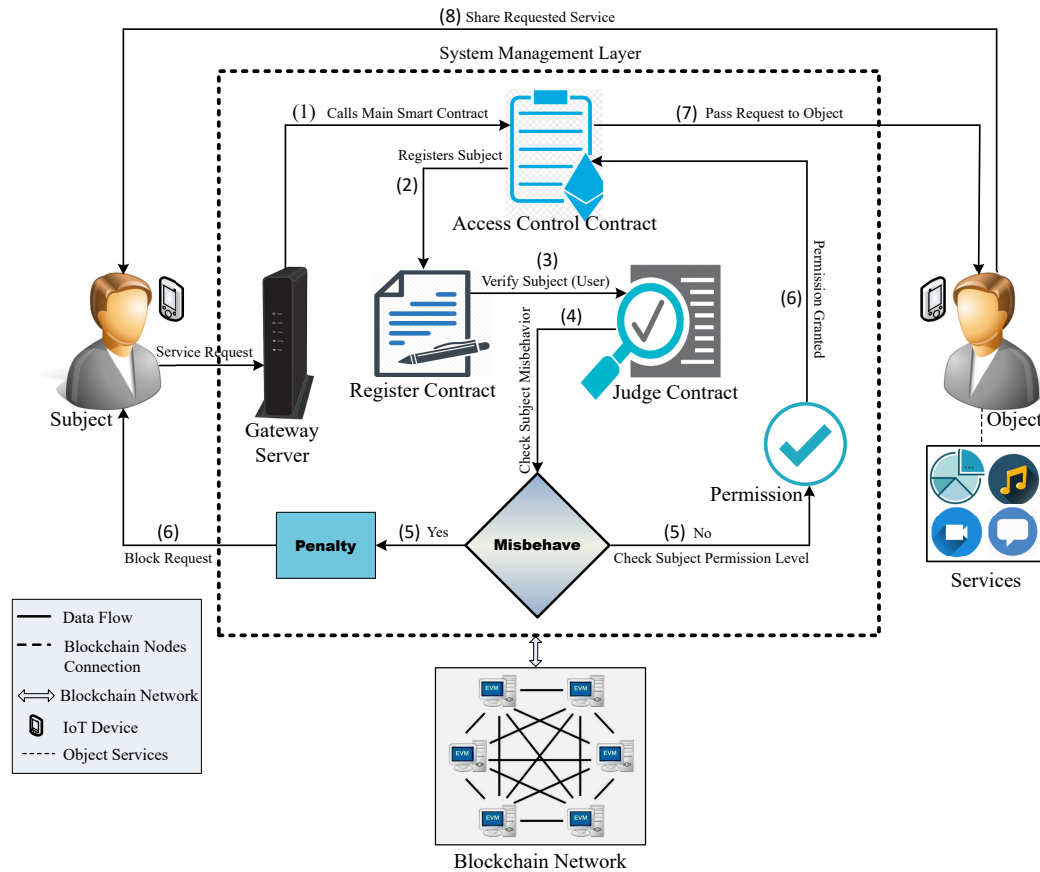 (8) Share Requested Service
System Management Layer
(1) Calls Main Smart Contract
(7) Pass Request to Object
Registers Subject
(2)
Access Control Contract
(3)
Verify Subject (User)
(4)
(6)
Permission Granted
Check Subject Misbehavior
Service Request
Register Contract
Judge Contract
Subject
Gateway
Server
Object
Permission
...
(6)
Block Request
Penalty
(5) Yes
Misbehave
(5) No
Check Subject Permission Level
Services
Data Flow
Blockchain Nodes
Connection
Blockchain Network
IoT Device
Object Services
EVM
EVM
EVM
EVM
EVM
EVM
Blockchain Network